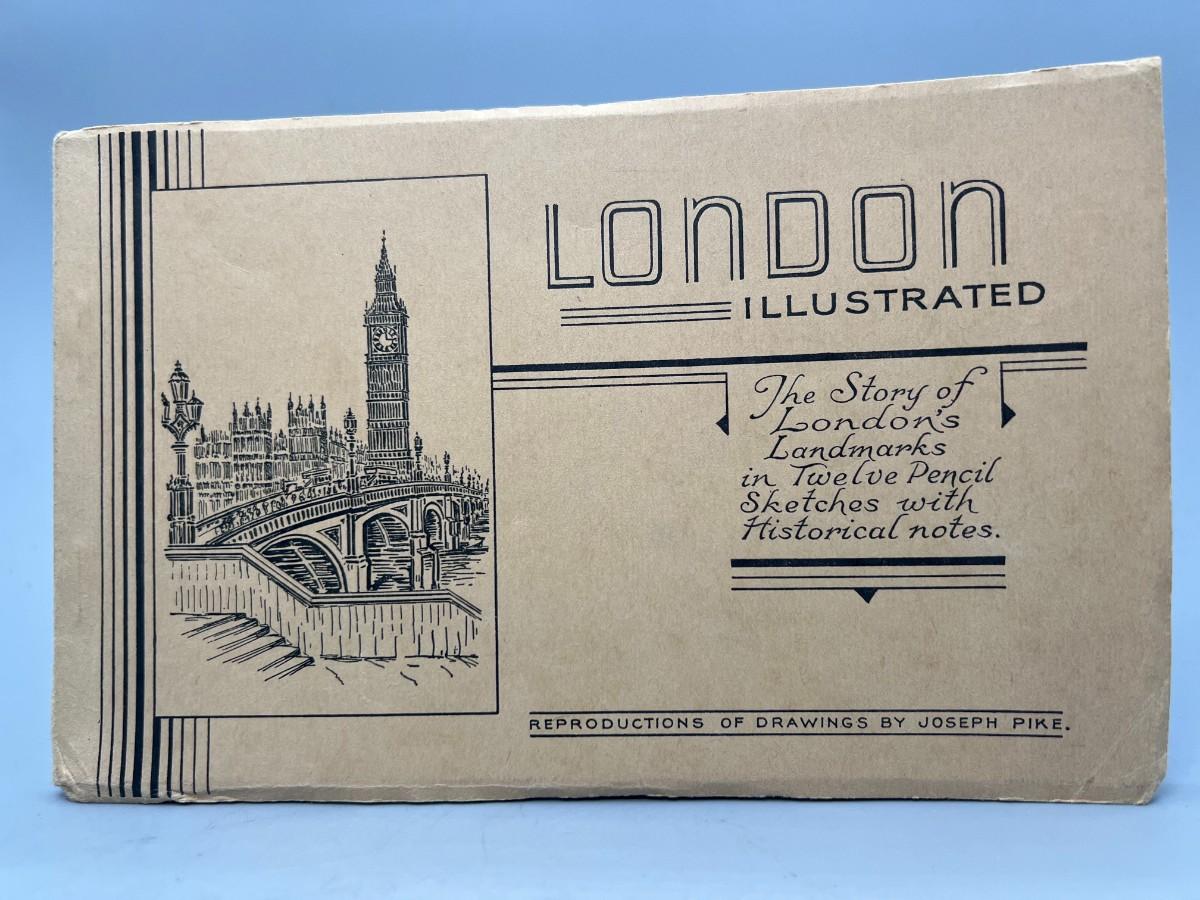 LONDON
ILLUSTRATED
The Story of
London's
Landmarks
in Twelve Pencil
Sketches with
Historical notes.
REPRODUCTIONS OF DRAWINGS BY JOSEPH PIKE.